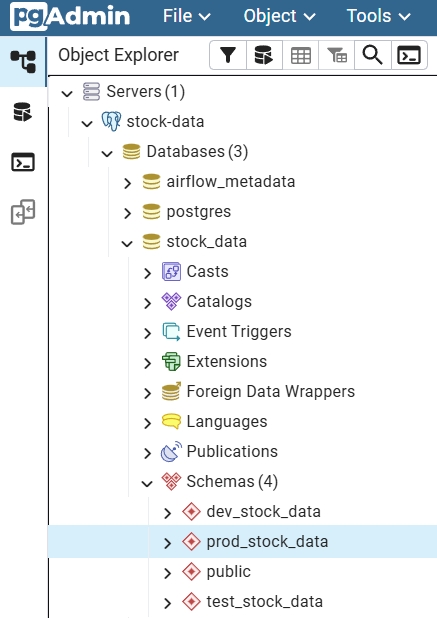 pgAdmin File Object Tools
Object Explorer
Servers (1)
stock-data
Databases (3)
airflow_metadata
postgres
stock_data
Casts
Catalogs
Event Triggers
Extensions
Foreign Data Wrappers
Languages
Publications
Schemas (4)
dev_stock_data
prod_stock_data
public
test_stock_data